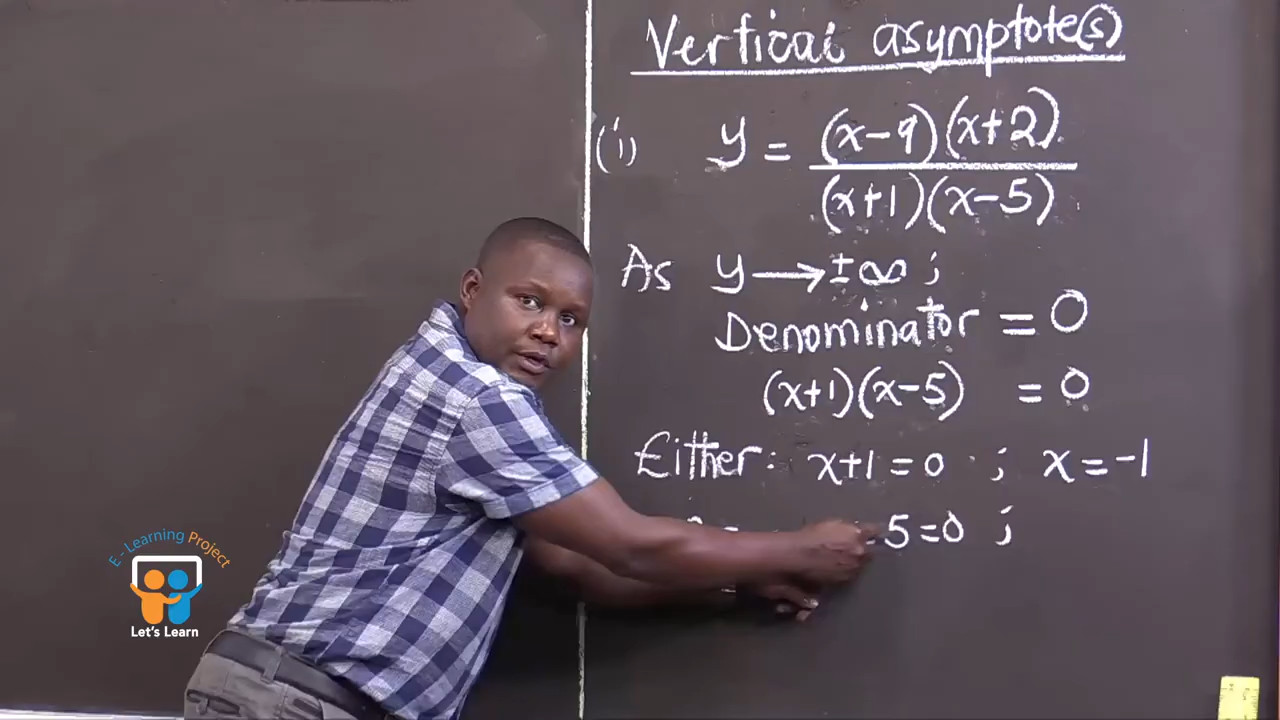 Vertical asymptote(s)
(i) y = (x-9)(x+2)
(x+1)(x-5)
As y ⟶ ±∞ ;
Denominator = 0
(x+1)(x-5) = 0
Either: x+1 = 0 ; x = -1
5 = 0 ;
E - Learning Project
Let's Learn